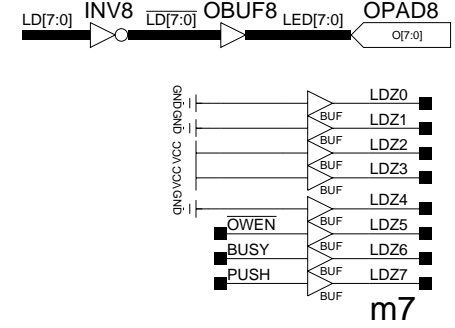 INV8 OBUF8 OPAD8
LD[7:0] LD[7:0] LED[7:0] O[7:0]
GND LDZ0
BUF
GND LDZ1
BUF
VCC LDZ2
BUF
VCC LDZ3
BUF
GND LDZ4
BUF
OWEN LDZ5
BUF
BUSY LDZ6
BUF
PUSH LDZ7
BUF
m7